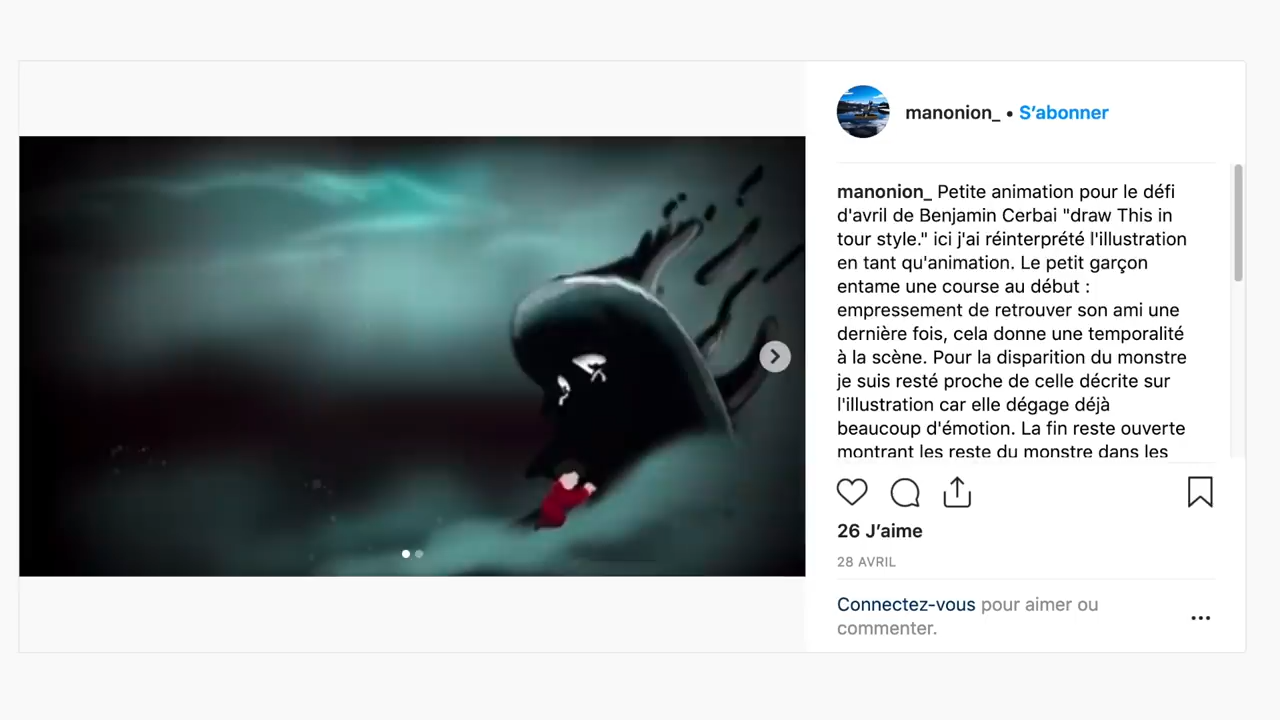 manonion_ • S'abonner
manonion_ Petite animation pour le défi
d'avril de Benjamin Cerbai "draw This in
tour style." ici j'ai réinterprété l'illustration
en tant qu'animation. Le petit garçon
entame une course au début :
empressement de retrouver son ami une
dernière fois, cela donne une temporalité
à la scène. Pour la disparition du monstre
je suis resté proche de celle décrite sur
l'illustration car elle dégage déjà
beaucoup d'émotion. La fin reste ouverte
montrant les reste du monstre dans les
26 J’aime
28 AVRIL
Connectez-vous pour aimer ou
commenter.